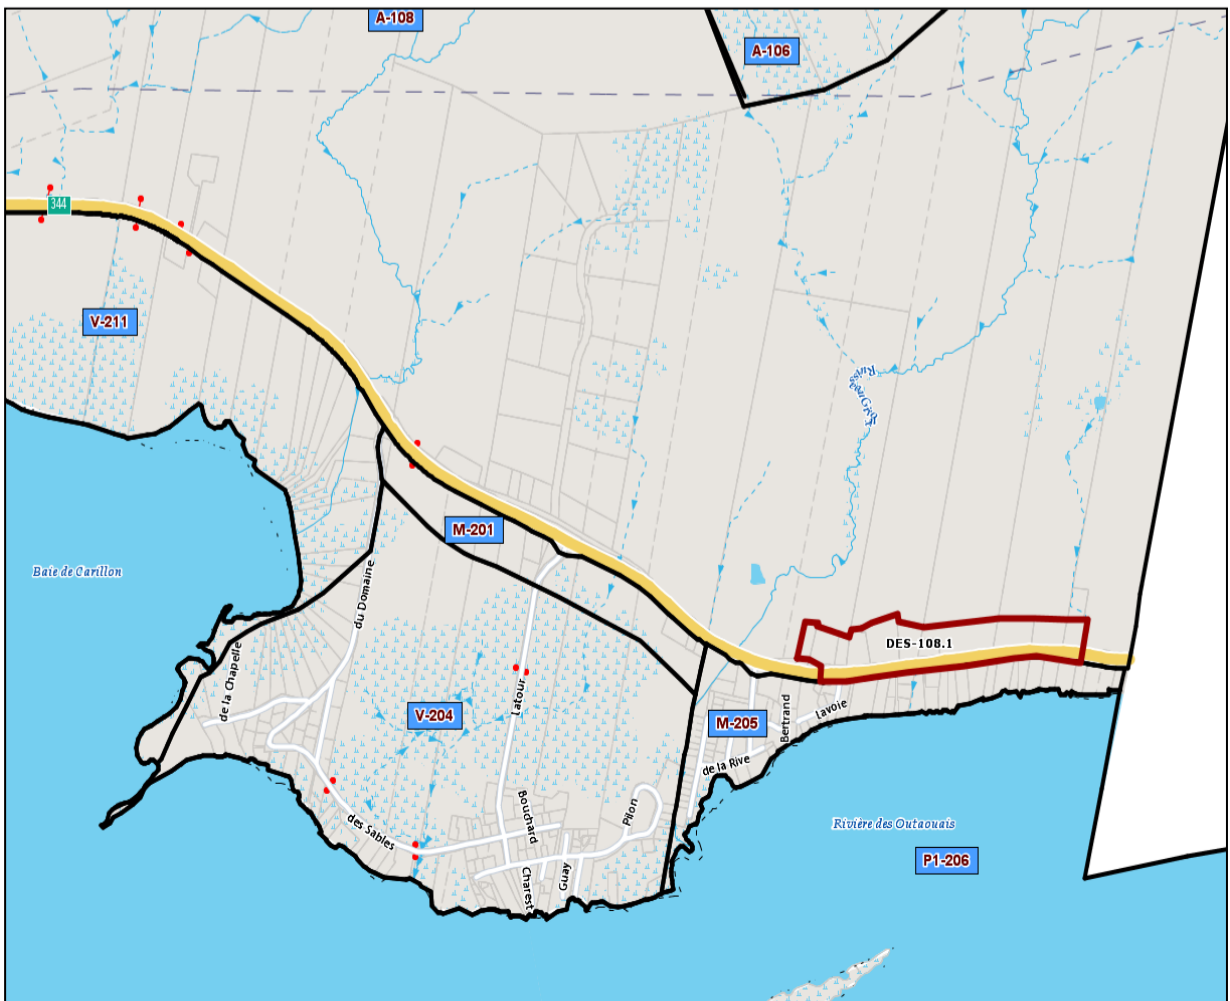 A-108
A-106
344
V-211
Ruiss.
M-201
Baie de Carillon
du Domaine
DES-108.1
de la Chapelle
Latour
V-204
M-205
Bertrand
Lavoie
de la Rive
Bouchard
Pilon
des Sables
Rivière des Outaouais
P1-206
Charest
Guay